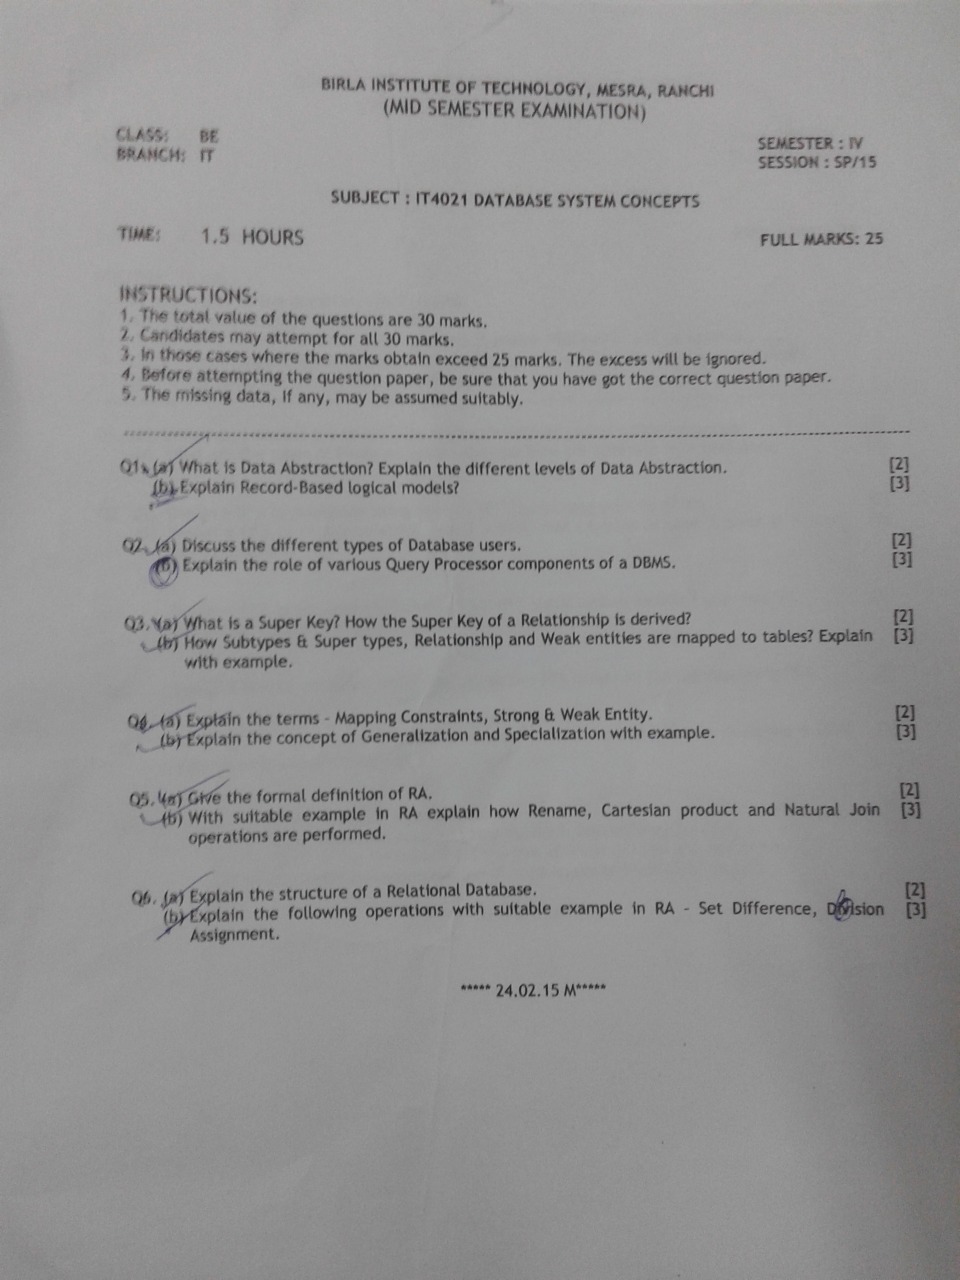 BIRLA INSTITUTE OF TECHNOLOGY, MESRA, RANCHI
(MID SEMESTER EXAMINATION)
CLASS: BE
BRANCH: IT
SEMESTER : IV
SESSION : SP/15
SUBJECT : IT4021 DATABASE SYSTEM CONCEPTS
TIME: 1.5 HOURS
FULL MARKS: 25
INSTRUCTIONS:
1. The total value of the questions are 30 marks.
2. Candidates may attempt for all 30 marks.
3. In those cases where the marks obtain exceed 25 marks. The excess will be ignored.
4. Before attempting the question paper, be sure that you have got the correct question paper.
5. The missing data, if any, may be assumed suitably.
Q1. (a) What is Data Abstraction? Explain the different levels of Data Abstraction. [2]
(b) Explain Record-Based logical models? [3]
Q2. (a) Discuss the different types of Database users. [2]
(b) Explain the role of various Query Processor components of a DBMS. [3]
Q3. (a) What is a Super Key? How the Super Key of a Relationship is derived? [2]
(b) How Subtypes & Super types, Relationship and Weak entities are mapped to tables? Explain [3]
with example.
Q4. (a) Explain the terms - Mapping Constraints, Strong & Weak Entity. [2]
(b) Explain the concept of Generalization and Specialization with example. [3]
Q5. (a) Give the formal definition of RA. [2]
(b) With suitable example in RA explain how Rename, Cartesian product and Natural Join [3]
operations are performed.
Q6. (a) Explain the structure of a Relational Database. [2]
(b) Explain the following operations with suitable example in RA - Set Difference, Division [3]
Assignment.
***** 24.02.15 M*****